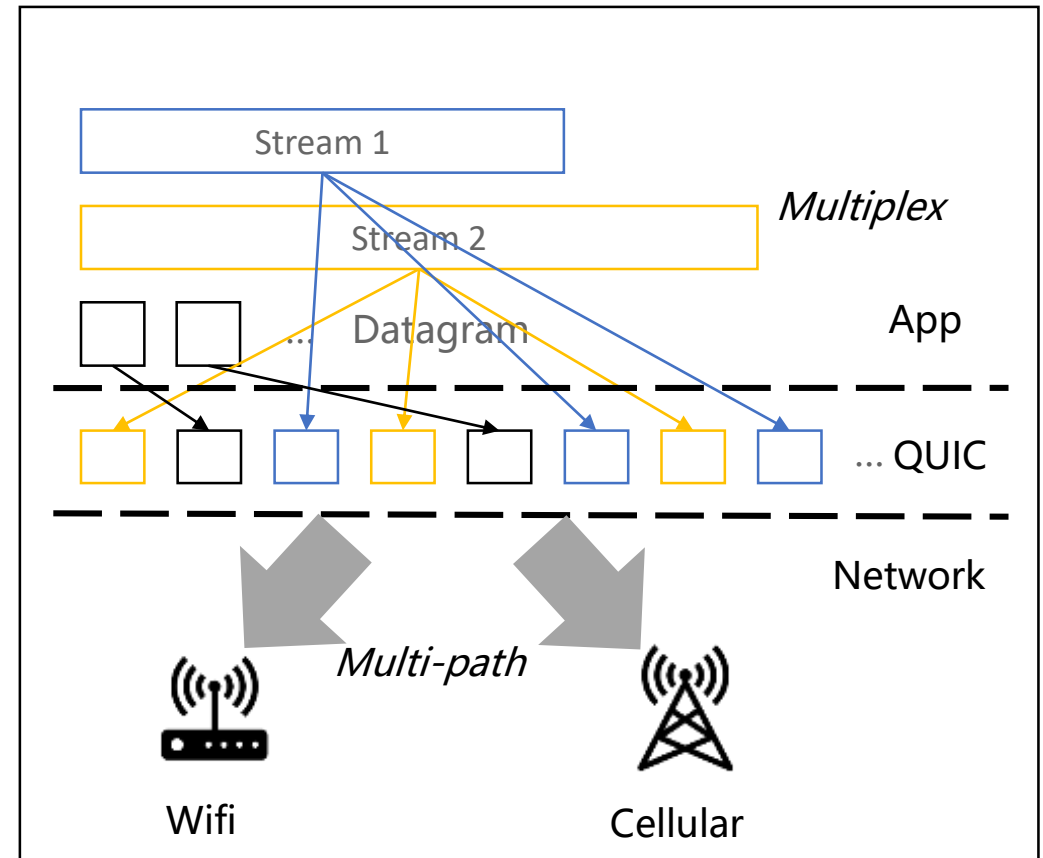 Stream 1
Multiplex
Stream 2
App
... Datagram
... QUIC
Network
Multi-path
Wifi
Cellular